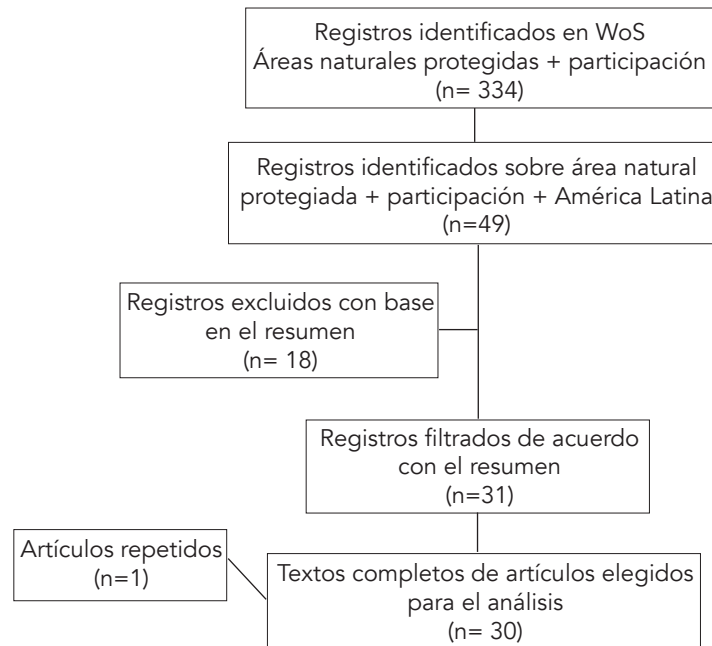 Registros identificados en WoS
Áreas naturales protegidas + participación
(n= 334)
Registros identificados sobre área natural
protegiada + participación + América Latina
(n=49)
Registros excluidos con base
en el resumen
(n= 18)
Registros filtrados de acuerdo
con el resumen
(n=31)
Artículos repetidos
(n=1)
Textos completos de artículos elegidos
para el análisis
(n= 30)